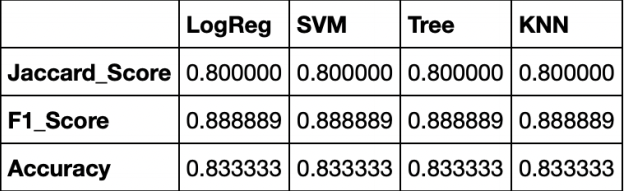 LogReg SVM Tree KNN
Jaccard_Score 0.800000 0.800000 0.800000 0.800000
F1_Score 0.888889 0.888889 0.888889 0.888889
Accuracy 0.833333 0.833333 0.833333 0.833333